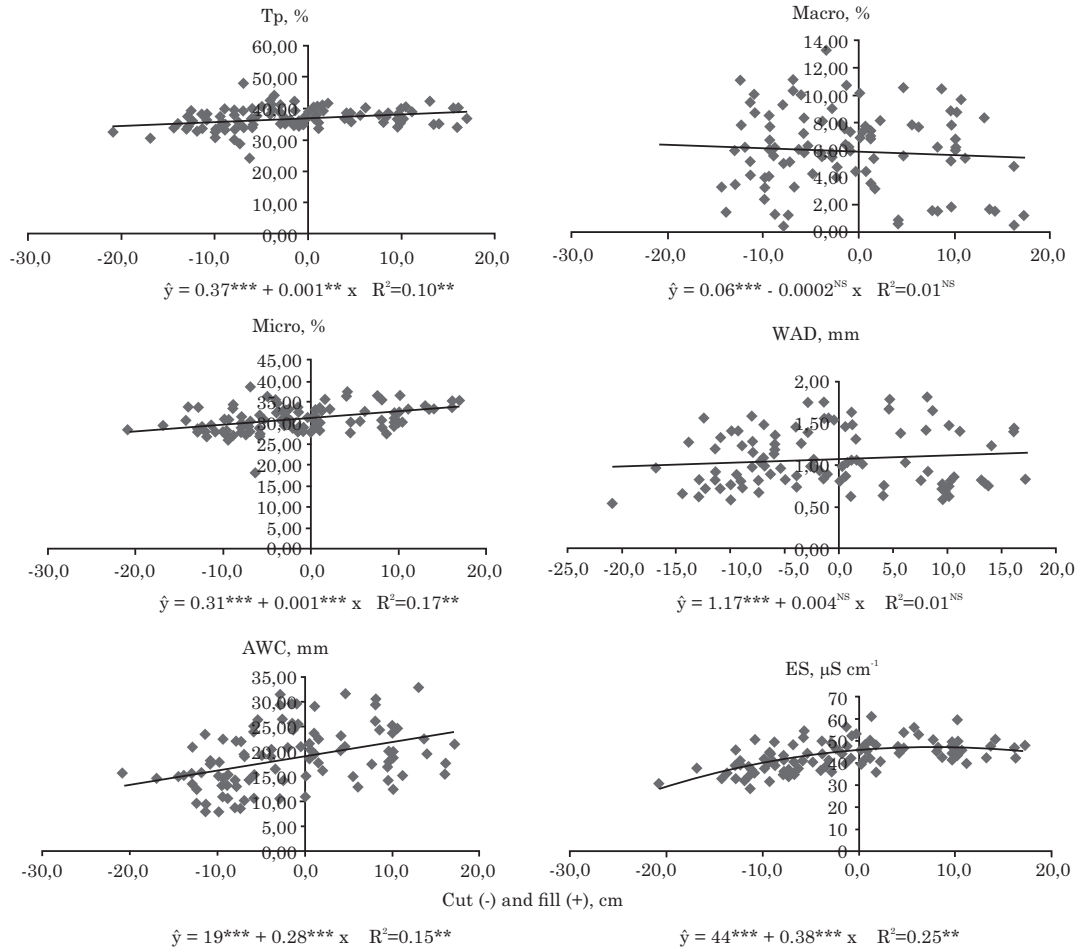 Tp, %
60,00
50,00
40,00
30,00
20,00
10,00
0,00
-30,0 -20,0 -10,0 0,0 10,0 20,0
ŷ = 0.37*** + 0.001** x R²=0.10**
Macro, %
14,00
12,00
10,00
8,00
6,00
4,00
2,00
0,00
-30,0 -20,0 -10,0 0,0 10,0 20,0
ŷ = 0.06*** - 0.0002ᴺˢ x R²=0.01ᴺˢ
Micro, %
45,00
40,00
35,00
30,00
25,00
20,00
15,00
10,00
5,00
0,00
-30,0 -20,0 -10,0 0,0 10,0 20,0
ŷ = 0.31*** + 0.001*** x R²=0.17**
WAD, mm
2,00
1,50
1,00
0,50
0,00
-25,0 -20,0 -15,0 -10,0 -5,0 0,0 5,0 10,0 15,0 20,0
ŷ = 1.17*** + 0.004ᴺˢ x R²=0.01ᴺˢ
AWC, mm
35,00
30,00
25,00
20,00
15,00
10,00
5,00
0,00
-30,0 -20,0 -10,0 0,0 10,0 20,0
ES, µS cm⁻¹
70
60
50
40
30
20
10
0
-30,0 -20,0 -10,0 0,0 10,0 20,0
Cut (-) and fill (+), cm
ŷ = 19*** + 0.28*** x R²=0.15**
ŷ = 44*** + 0.38*** x R²=0.25**